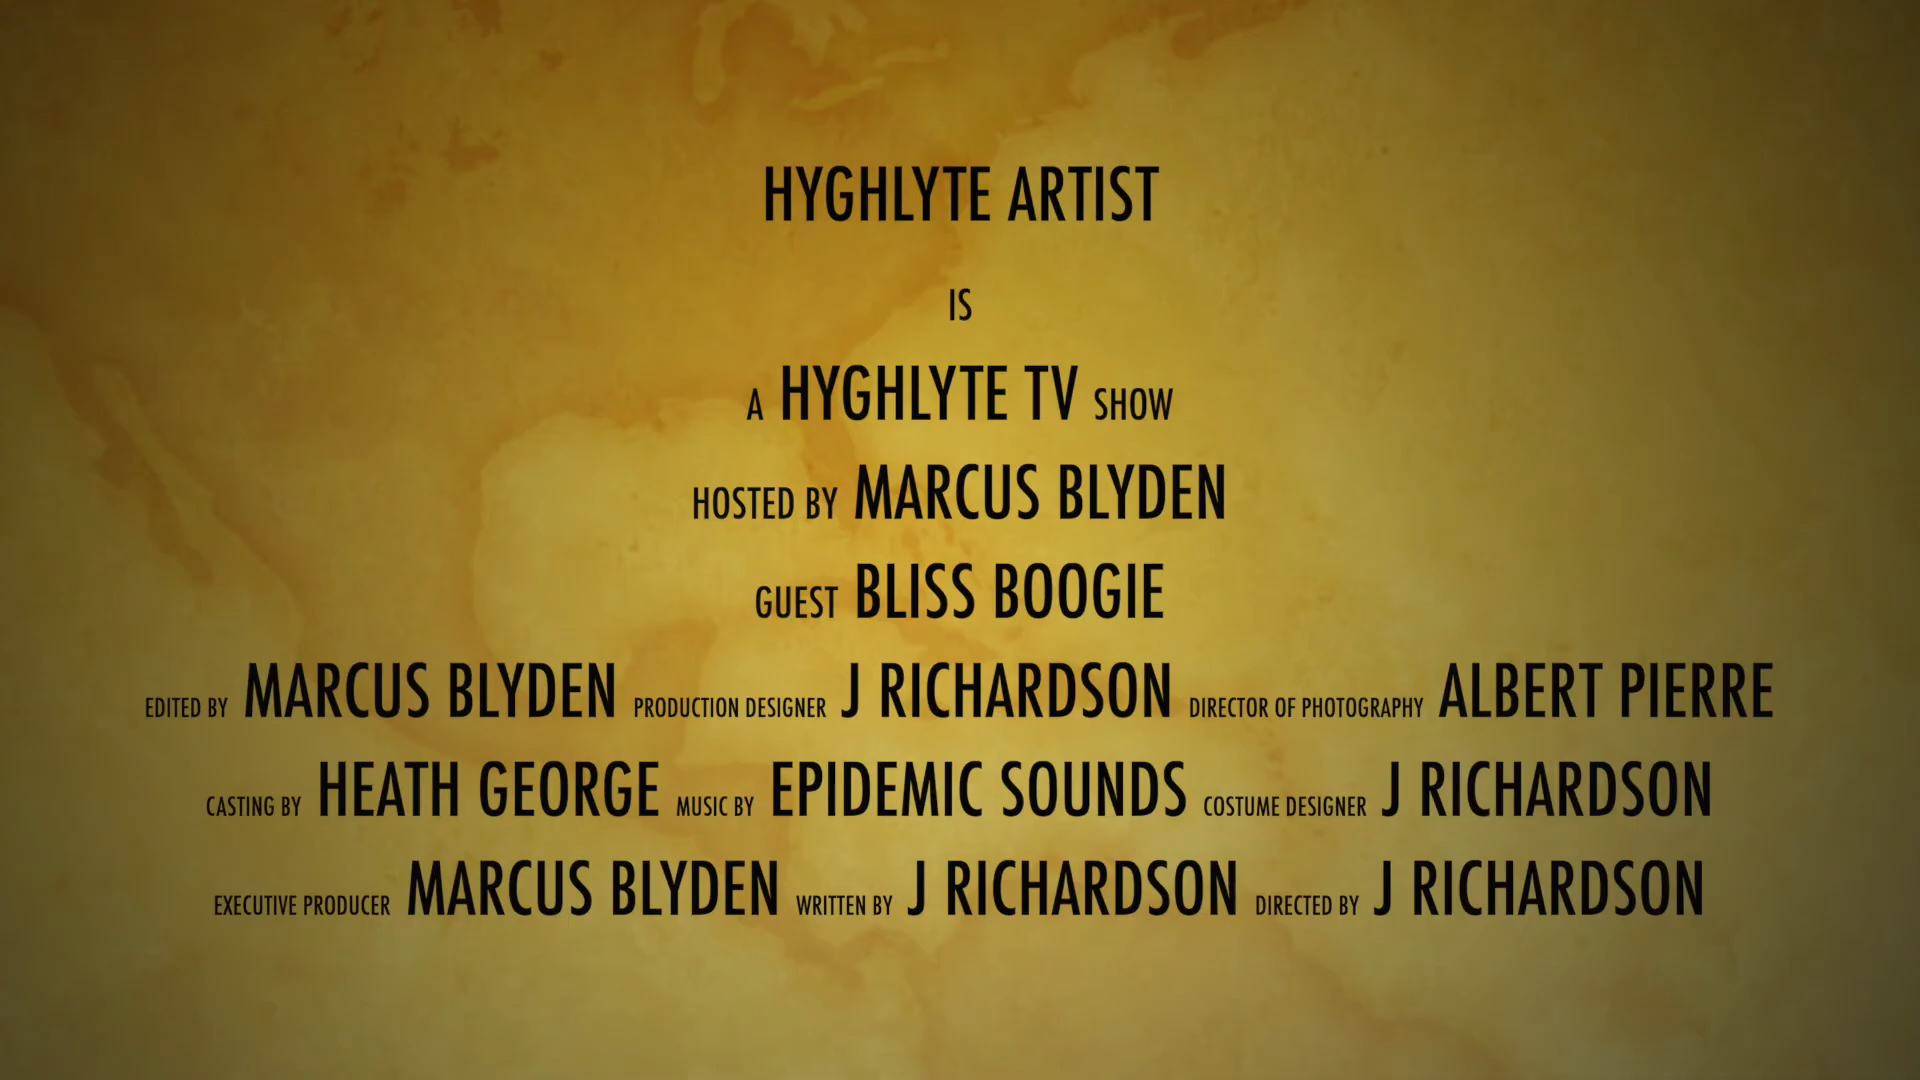 HYGHLYTE ARTIST
IS
A HYGHLYTE TV SHOW
HOSTED BY MARCUS BLYDEN
GUEST BLISS BOOGIE
EDITED BY MARCUS BLYDEN PRODUCTION DESIGNER J RICHARDSON DIRECTOR OF PHOTOGRAPHY ALBERT PIERRE
CASTING BY HEATH GEORGE MUSIC BY EPIDEMIC SOUNDS COSTUME DESIGNER J RICHARDSON
EXECUTIVE PRODUCER MARCUS BLYDEN WRITTEN BY J RICHARDSON DIRECTED BY J RICHARDSON